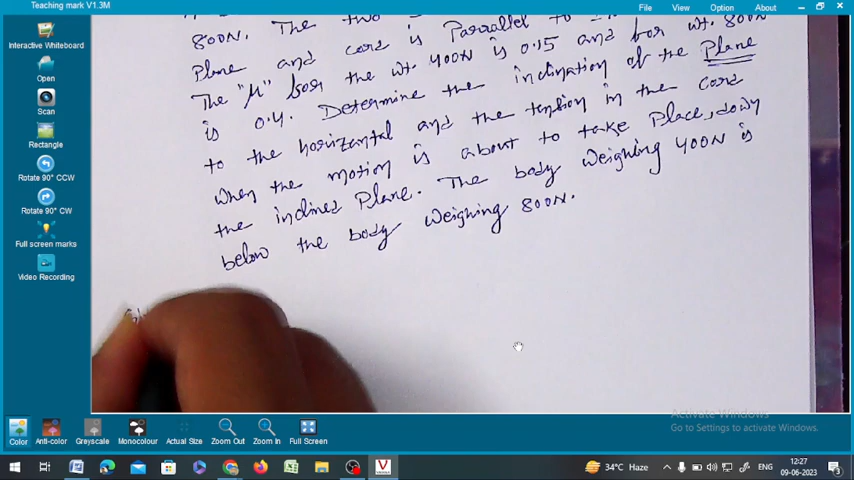 Teaching mark V1.3M
File View Option About
Interactive Whiteboard
Open
Scan
Rectangle
Rotate 90° CCW
Rotate 90° CW
Full screen marks
Video Recording
800N. The two
Plane and cord is Parrallel to
The "μ" for the wt. 400N is 0.15 and for wt. 800N
is 0.4. Determine the inclination of the Plane
to the horizontal and the tension in the cord
when the motion is about to take Place, down
the inclined Plane. The body weighing 400N is
below the body weighing 800N.
Activate Windows
Go to Settings to activate Windows.
Color Anti-color Greyscale Monocolour Actual Size Zoom Out Zoom In Full Screen
34°C Haze ENG 12:27
09-06-2023